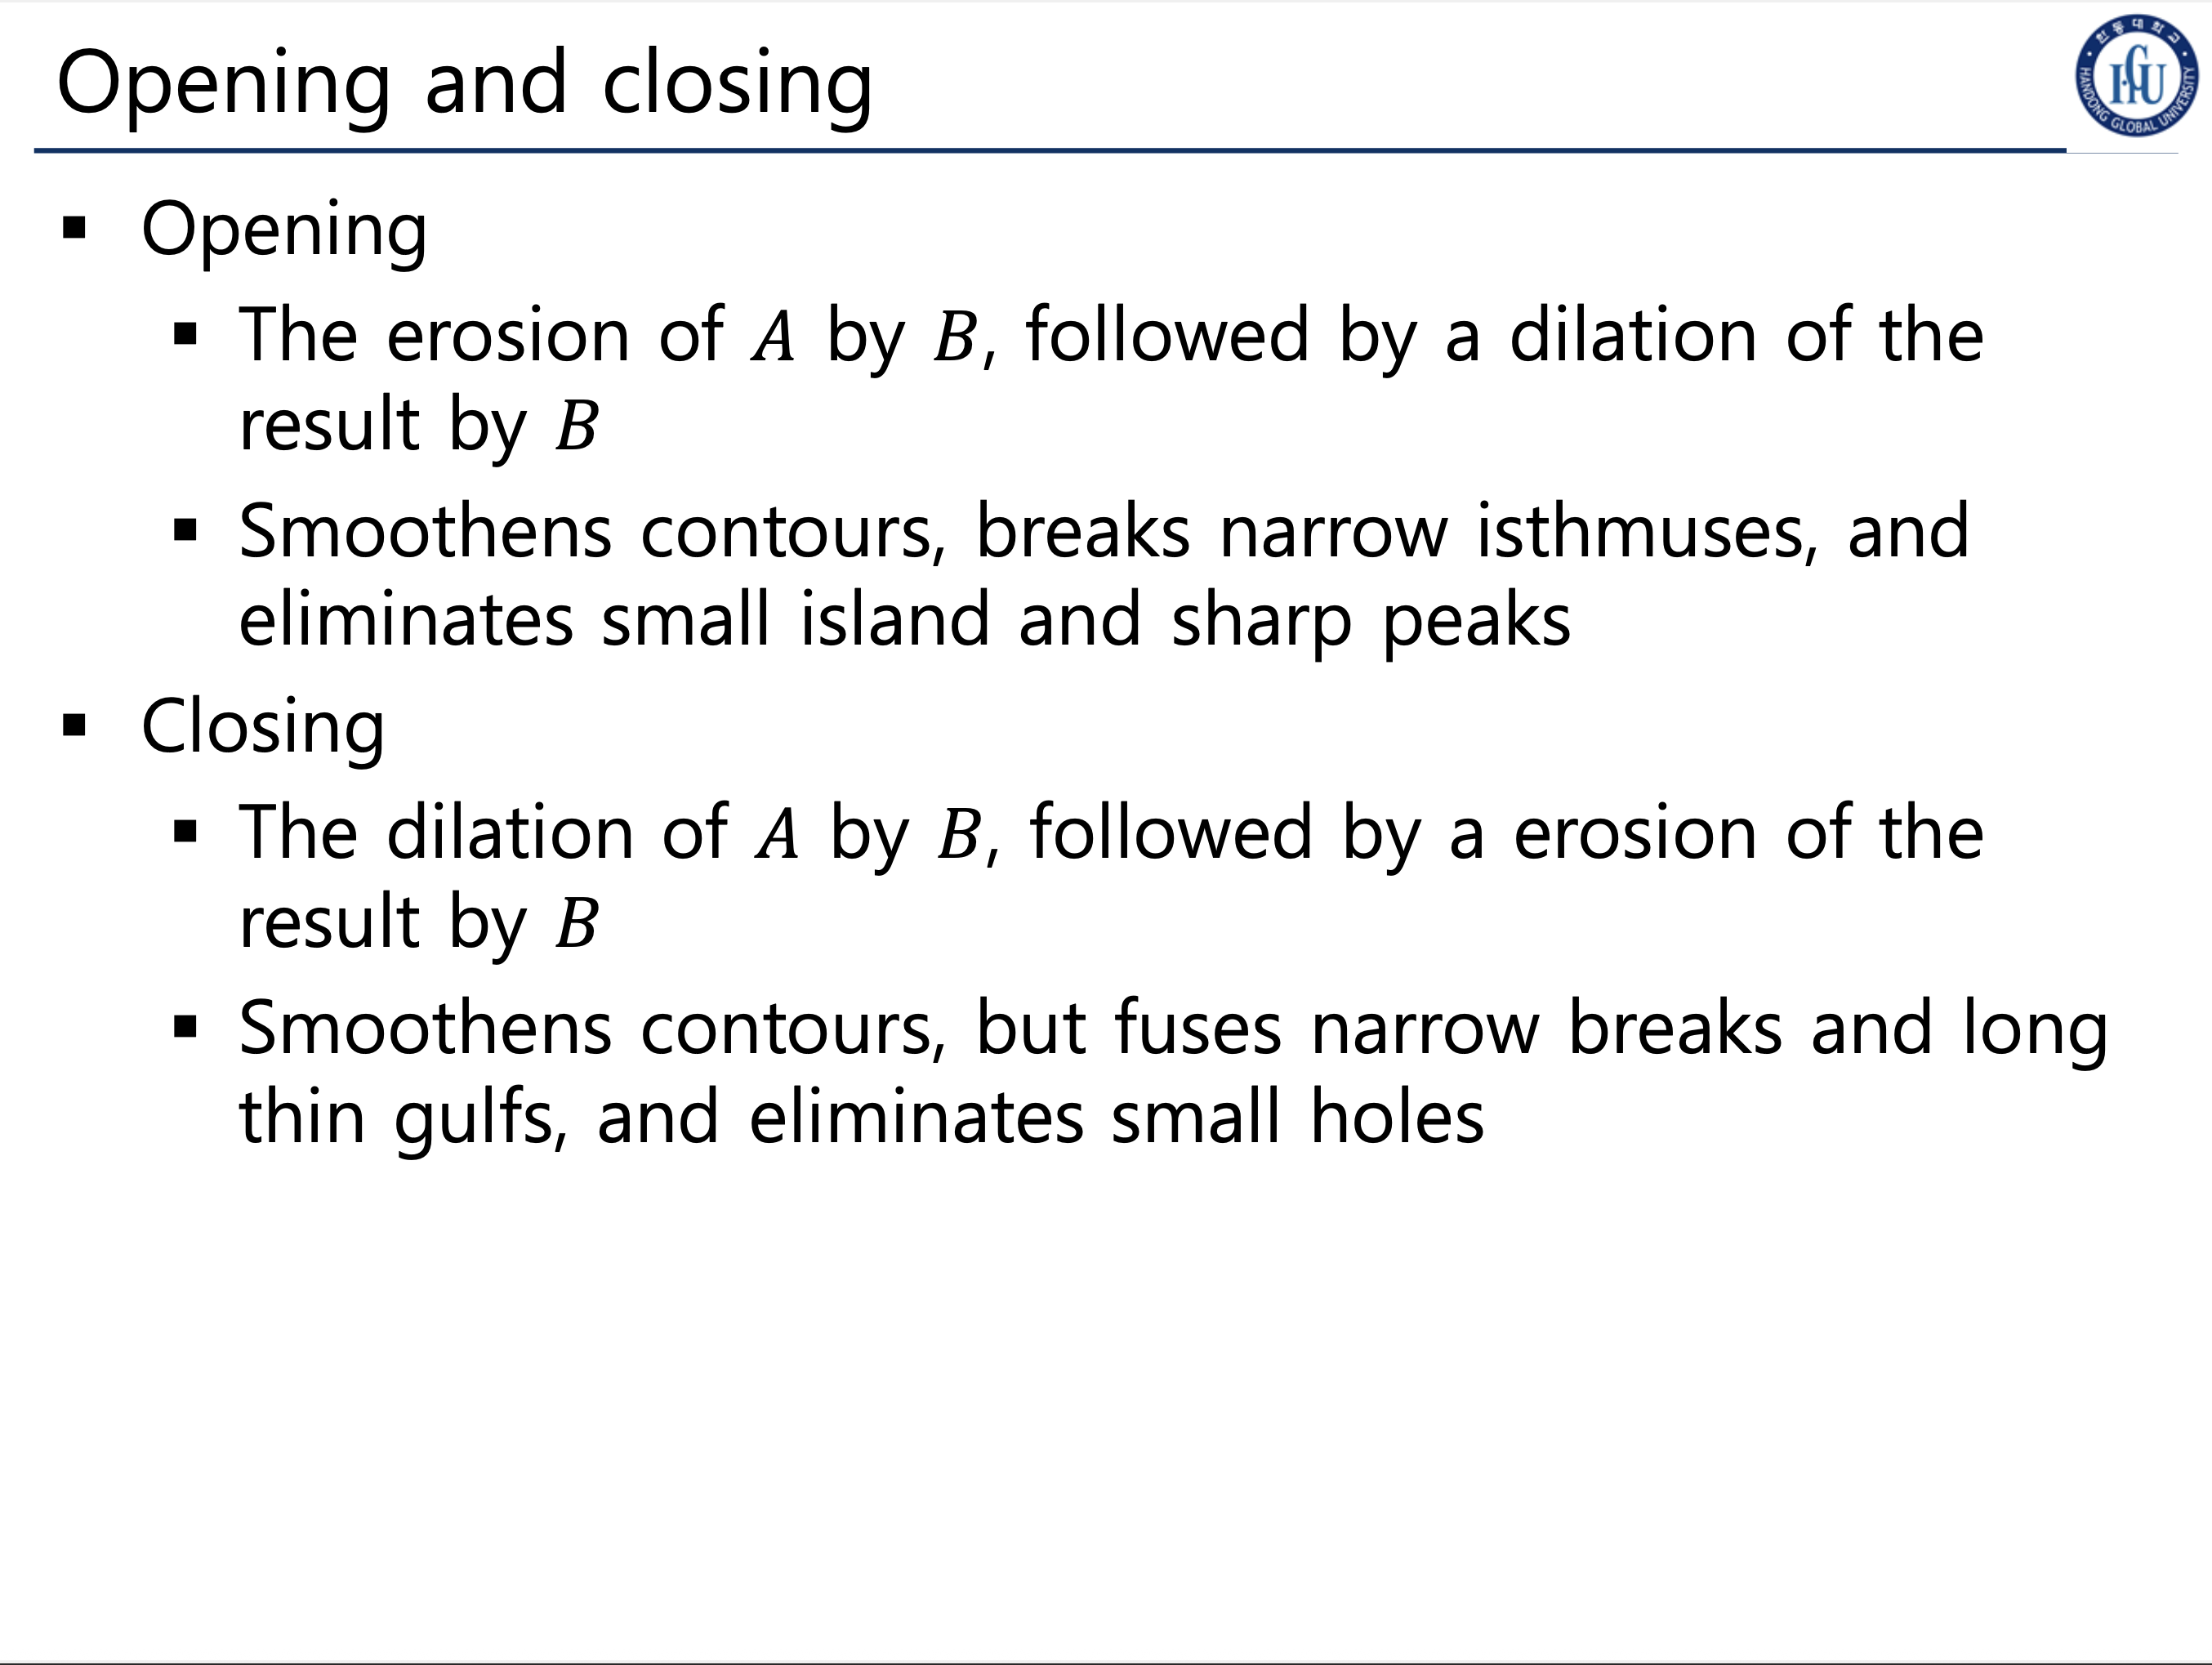 Opening and closing
한동대학교
HANDONG GLOBAL UNIVERSITY
HGU
▪ Opening
▪ The erosion of A by B, followed by a dilation of the
result by B
▪ Smoothens contours, breaks narrow isthmuses, and
eliminates small island and sharp peaks
▪ Closing
▪ The dilation of A by B, followed by a erosion of the
result by B
▪ Smoothens contours, but fuses narrow breaks and long
thin gulfs, and eliminates small holes